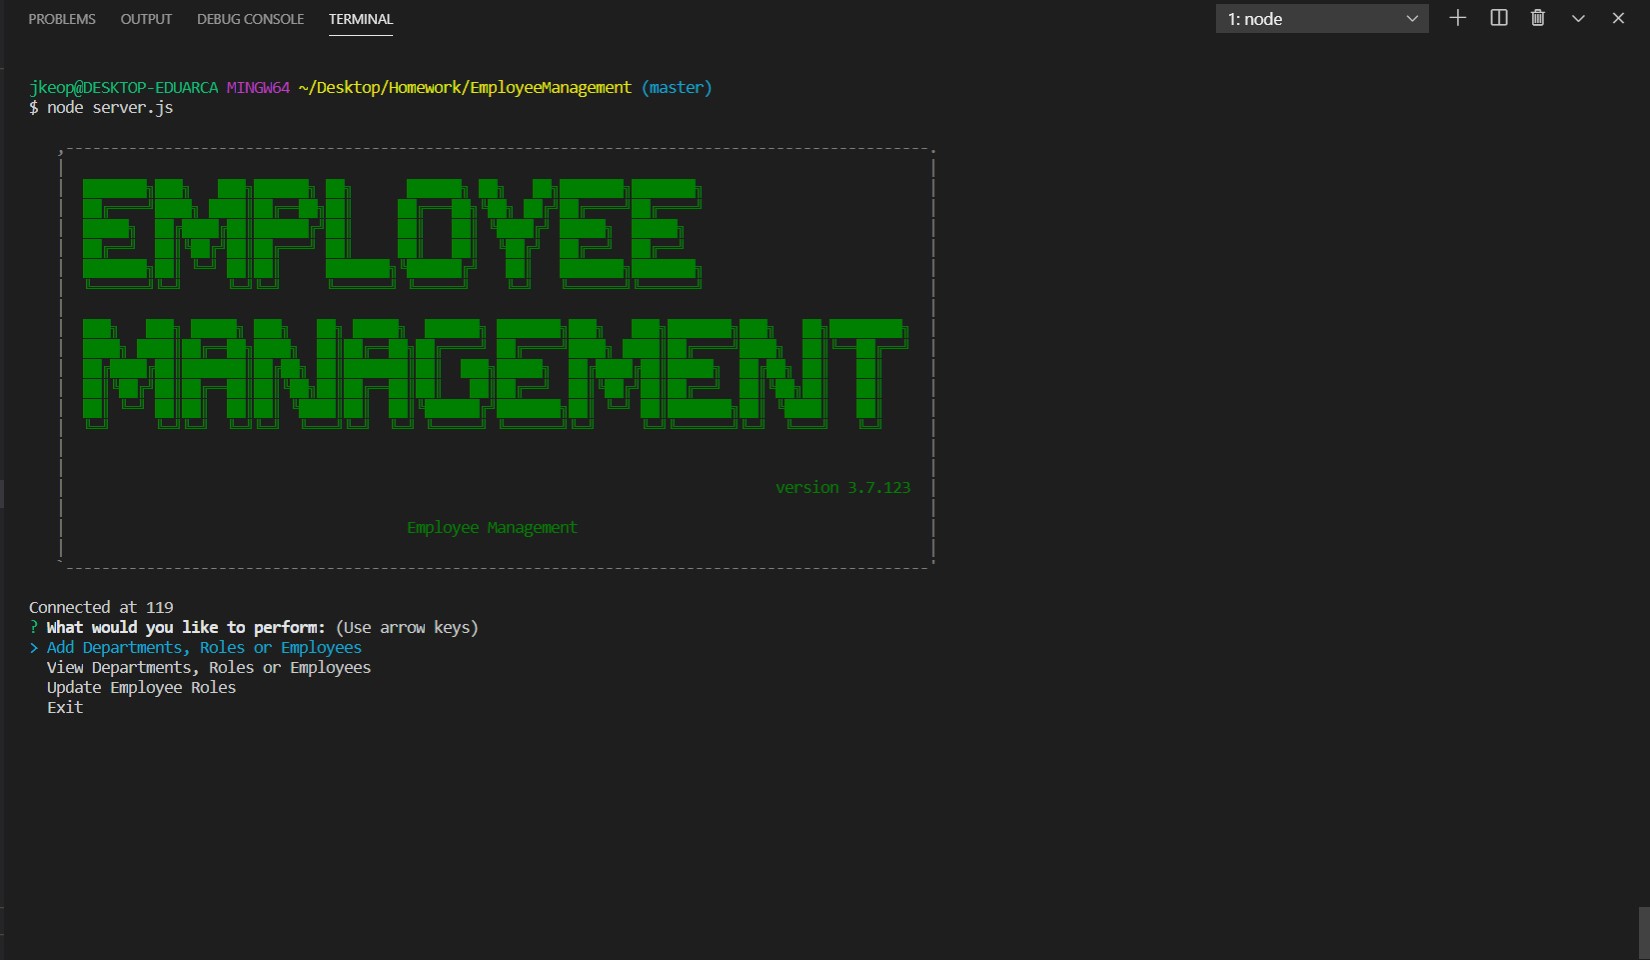 PROBLEMS OUTPUT DEBUG CONSOLE TERMINAL 1: node
jkeop@DESKTOP-EDUARCA MINGW64 ~/Desktop/Homework/EmployeeManagement (master)
$ node server.js
EMPLOYEE
MANAGEMENT
version 3.7.123
Employee Management
Connected at 119
? What would you like to perform: (Use arrow keys)
> Add Departments, Roles or Employees
View Departments, Roles or Employees
Update Employee Roles
Exit